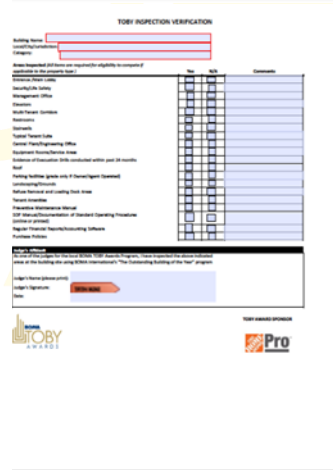 TOBY INSPECTION VERIFICATION
Building Name:
Local/City/Jurisdiction:
Category:
Areas Inspected (All items are required for eligibility to compete if
applicable to the property type.) Yes N/A Comments
Entrance /Main Lobby
Security/Life Safety
Management Office
Elevators
Multi-Tenant Corridors
Restrooms
Stairwells
Typical Tenant Suite
Central Plant/Engineering Office
Equipment Rooms/Service Areas
Evidence of Evacuation Drills conducted within past 24 months
Roof
Parking facilities (grade only if Owner/Agent Operated)
Landscaping/Grounds
Refuse Removal and Loading Dock Areas
Tenant Amenities
Preventive Maintenance Manual
SOP Manual/Documentation of Standard Operating Procedures
(online or printed)
Regular Financial Reports/Accounting Software
Purchase Policies
Judge's Affidavit
As one of the judges for the local BOMA TOBY Awards Program, I have inspected the above indicated
areas at the building site using BOMA International's "The Outstanding Building of the Year" program
Judge's Name (please print):
Judge's Signature:
Date:
BOMA
TOBY
AWARDS
TOBY AWARD SPONSOR
Pro